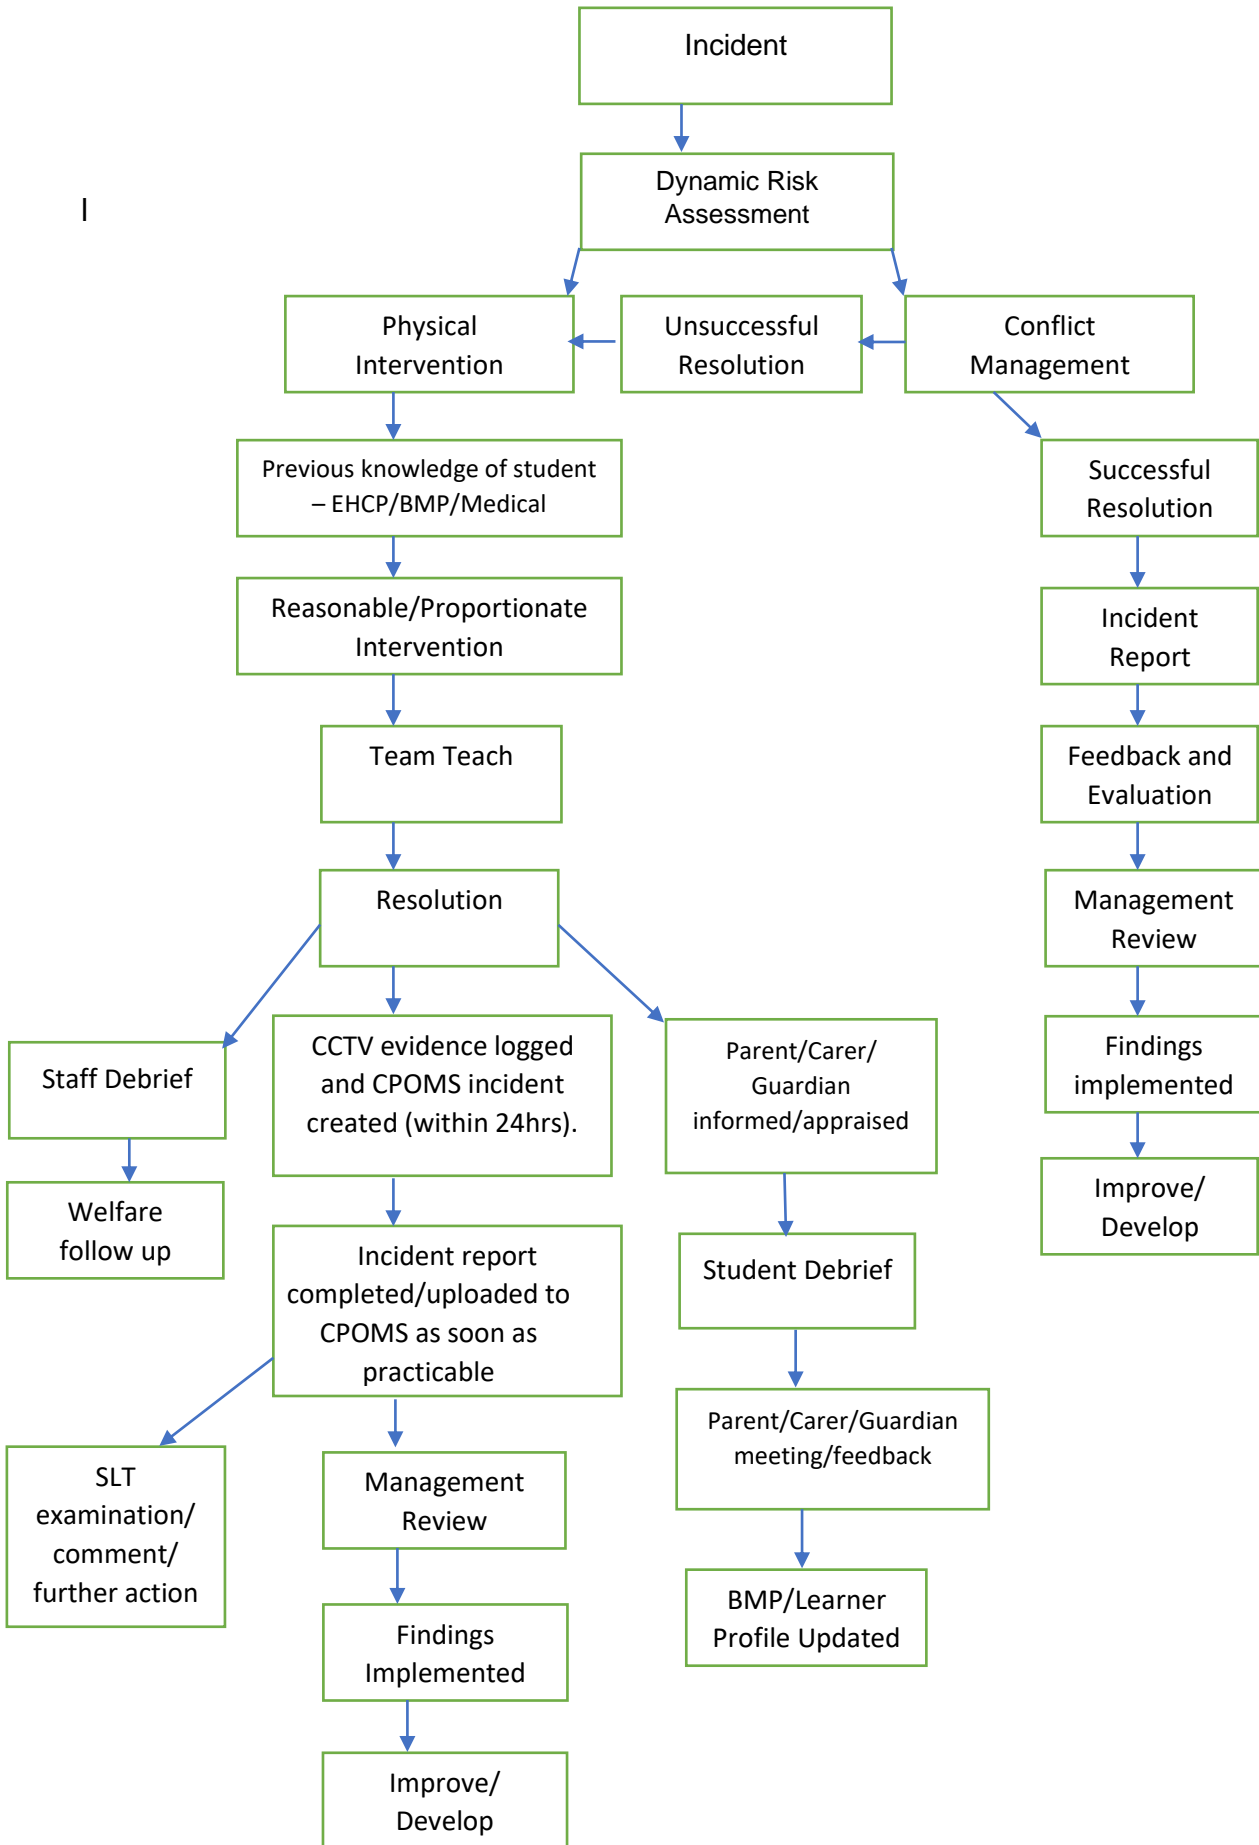 Incident
Dynamic Risk
Assessment
I
Physical
Intervention
Unsuccessful
Resolution
Conflict
Management
Previous knowledge of student
– EHCP/BMP/Medical
Successful
Resolution
Reasonable/Proportionate
Intervention
Incident
Report
Team Teach
Feedback and
Evaluation
Resolution
Management
Review
Staff Debrief
CCTV evidence logged
and CPOMS incident
created (within 24hrs).
Parent/Carer/
Guardian
informed/appraised
Findings
implemented
Welfare
follow up
Incident report
completed/uploaded to
CPOMS as soon as
practicable
Student Debrief
Improve/
Develop
SLT
examination/
comment/
further action
Management
Review
Parent/Carer/Guardian
meeting/feedback
Findings
Implemented
BMP/Learner
Profile Updated
Improve/
Develop